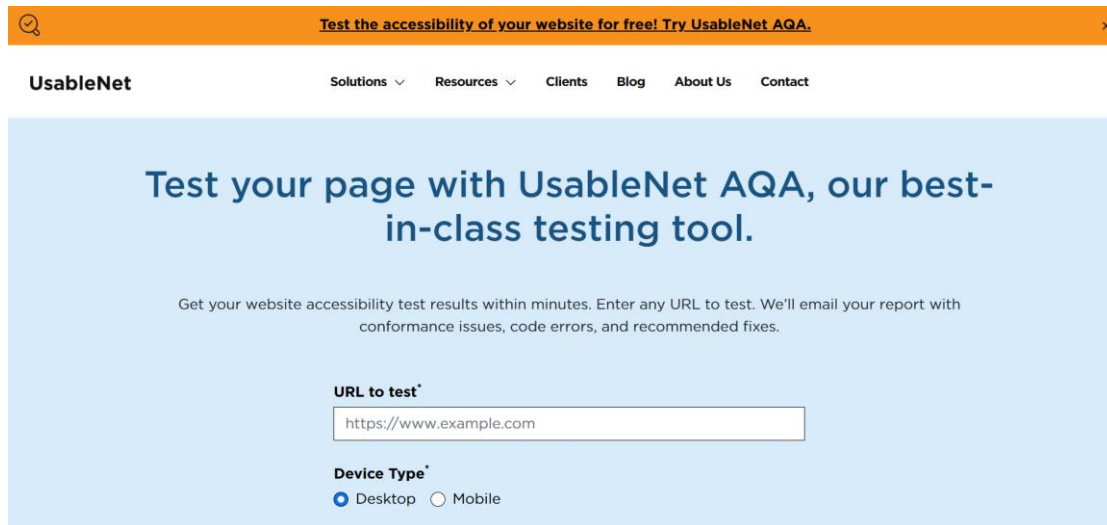 Test the accessibility of your website for free! Try UsableNet AQA.
UsableNet
Solutions
Resources
Clients
Blog
About Us
Contact
Test your page with UsableNet AQA, our best-
in-class testing tool.
Get your website accessibility test results within minutes. Enter any URL to test. We’ll email your report with
conformance issues, code errors, and recommended fixes.
URL to test*
https://www.example.com
Device Type*
Desktop
Mobile